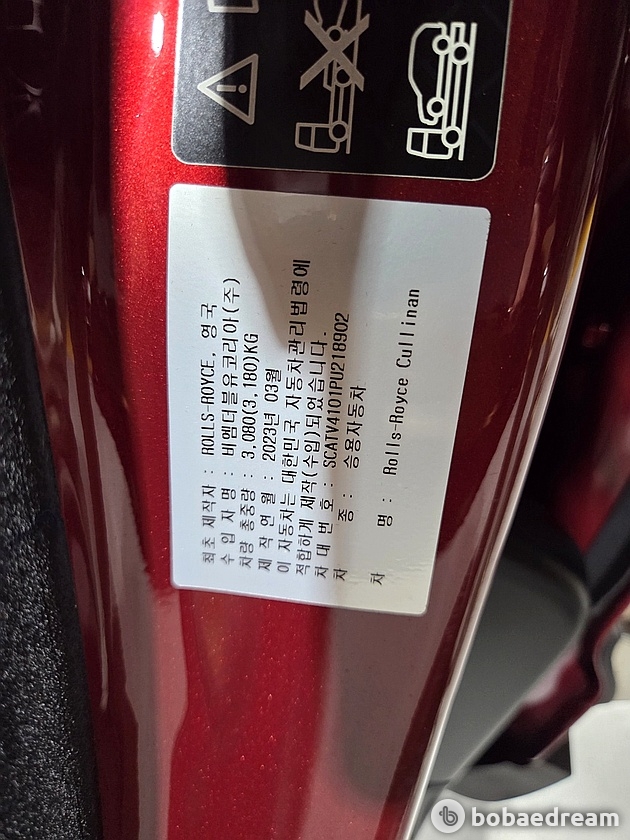 최초 제작자 : ROLLS-ROYCE, 영국
수 입 자 명 : 비엠더블유코리아(주)
차량 총중량 : 3,080(3,180)KG
제 작 연 월 : 2023년 03월
이 자동차는 대한민국 자동차관리법령에
적합하게 제작(수입)되었습니다.
차 대 번 호 : SCATV4101PU218902
차 종 : 승용자동차
차 명 : Rolls-Royce Cullinan
bobaedream